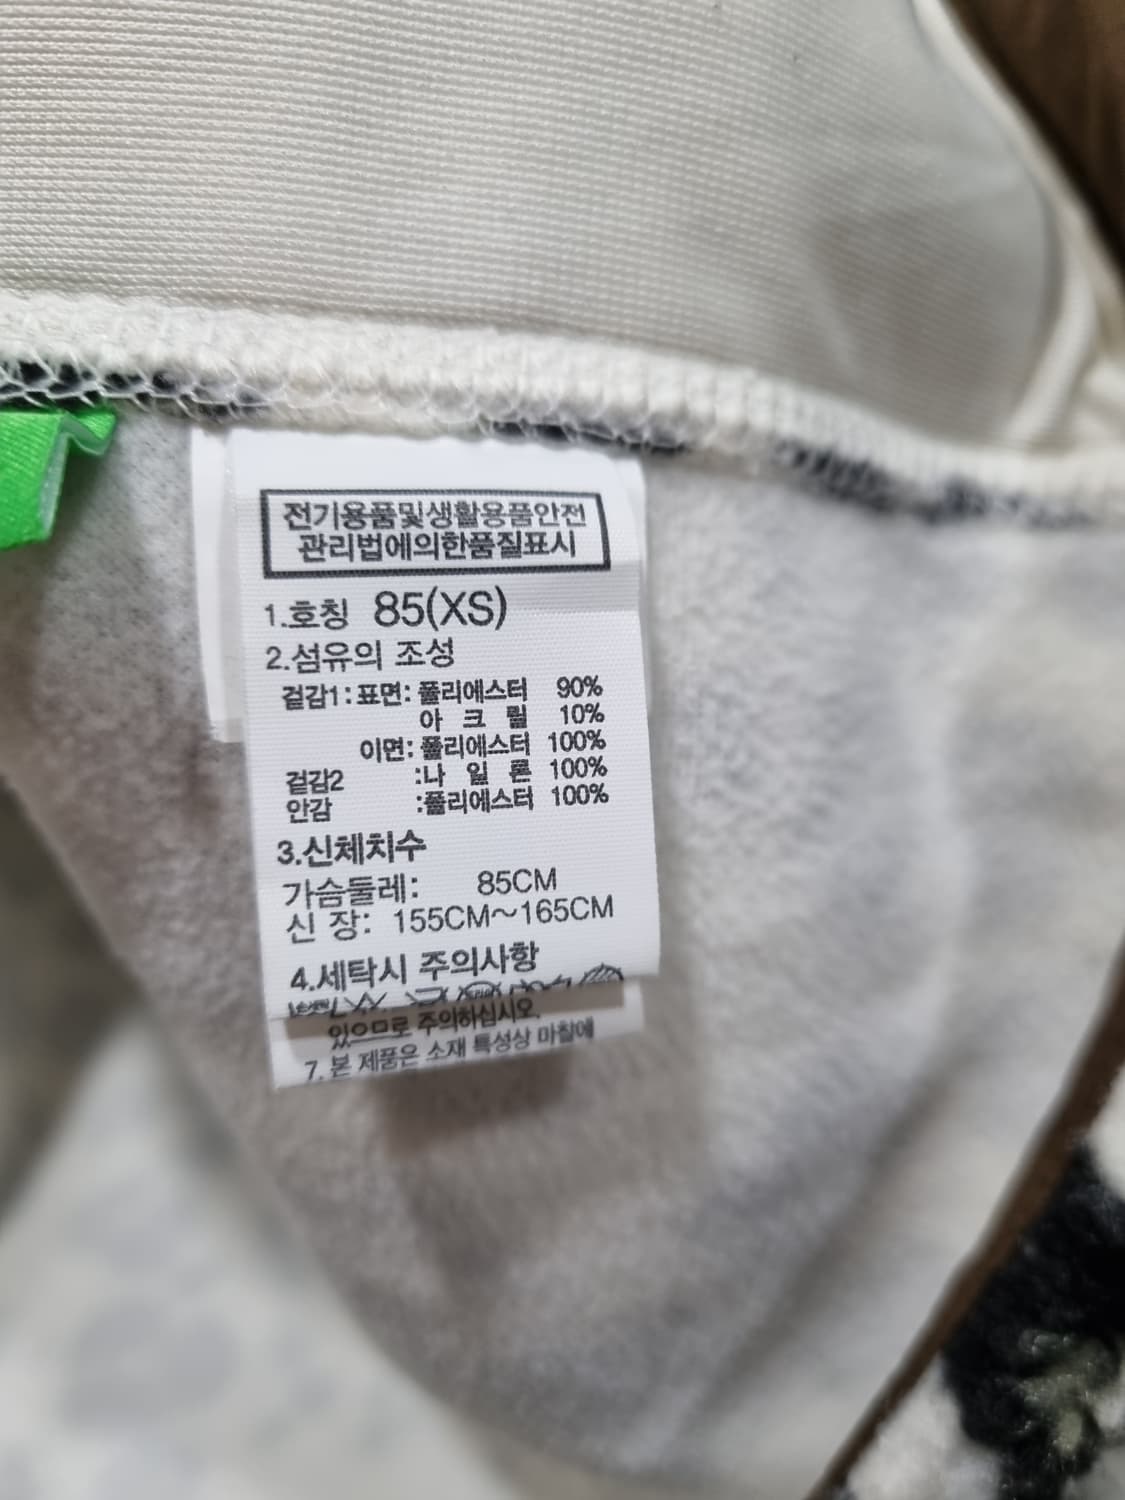 전기용품및생활용품안전
관리법에의한품질표시
1.호칭 85(XS)
2.섬유의 조성
겉감1:표면: 폴리에스터 90%
아 크 릴 10%
이면: 폴리에스터 100%
겉감2 :나 일 론 100%
안감 :폴리에스터 100%
3.신체치수
가슴둘레: 85CM
신 장: 155CM~165CM
4.세탁시 주의사항
있으므로 주의하십시오.
7. 본 제품은 소재 특성상 마찰에